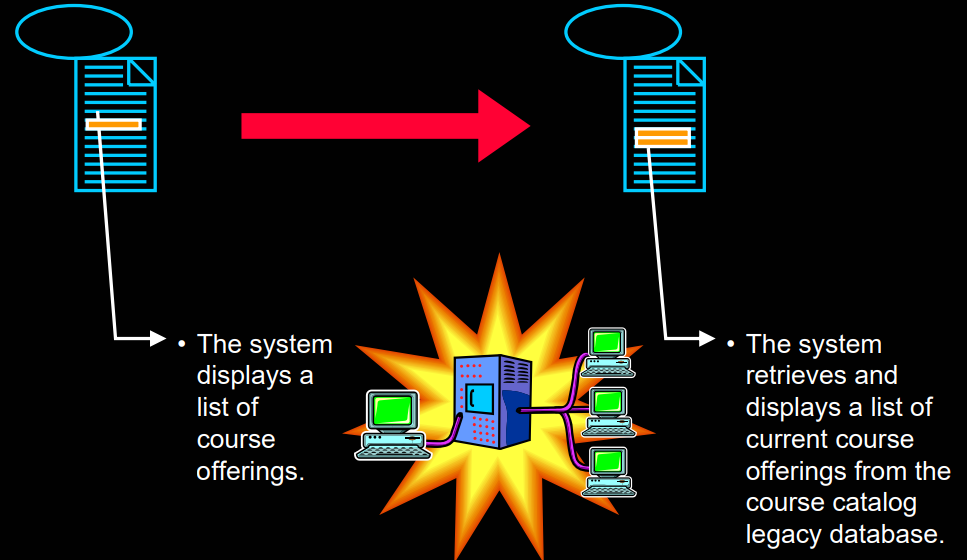 • The system
displays a
list of
course
offerings.
• The system
retrieves and
displays a list of
current course
offerings from the
course catalog
legacy database.